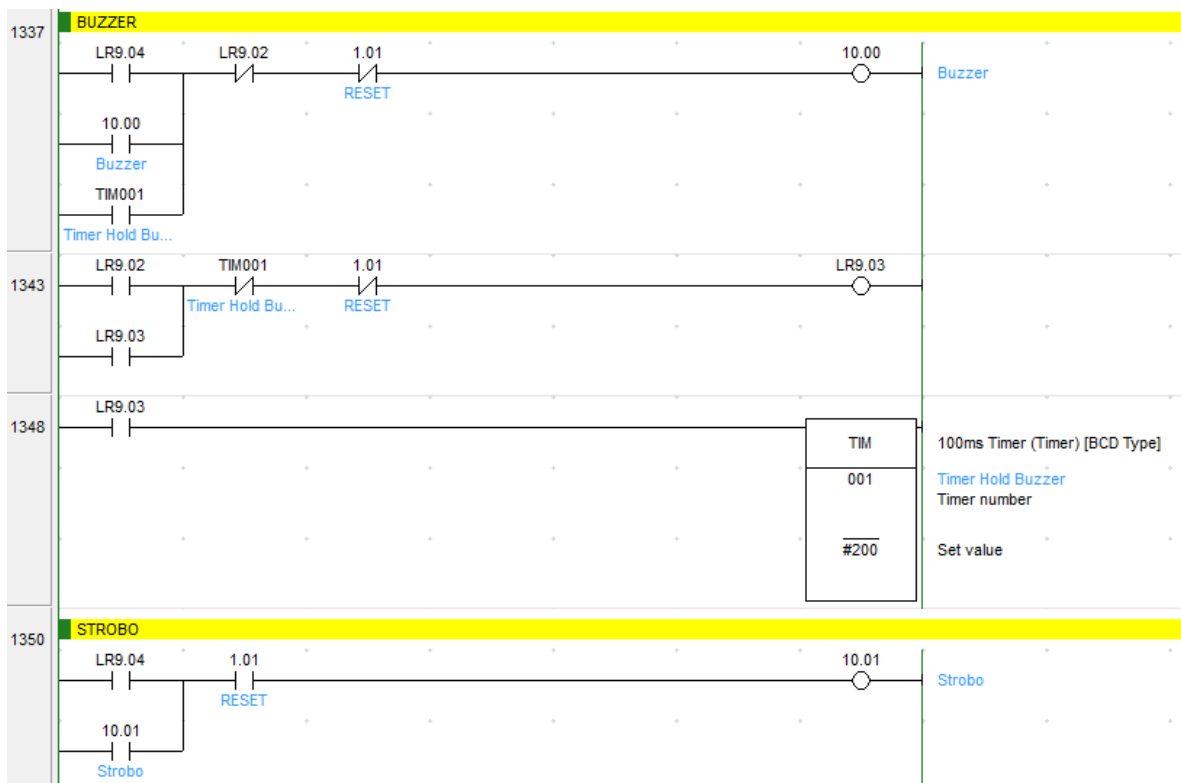 1337
BUZZER
LR9.04 LR9.02 1.01 10.00
Buzzer
RESET
10.00
Buzzer
TIM001
Timer Hold Bu...
1343
LR9.02 TIM001 1.01 LR9.03
Timer Hold Bu... RESET
LR9.03
1348
LR9.03
TIM 100ms Timer (Timer) [BCD Type]
001 Timer Hold Buzzer
Timer number
#200 Set value
1350
STROBO
LR9.04 1.01 10.01
Strobo
RESET
10.01
Strobo